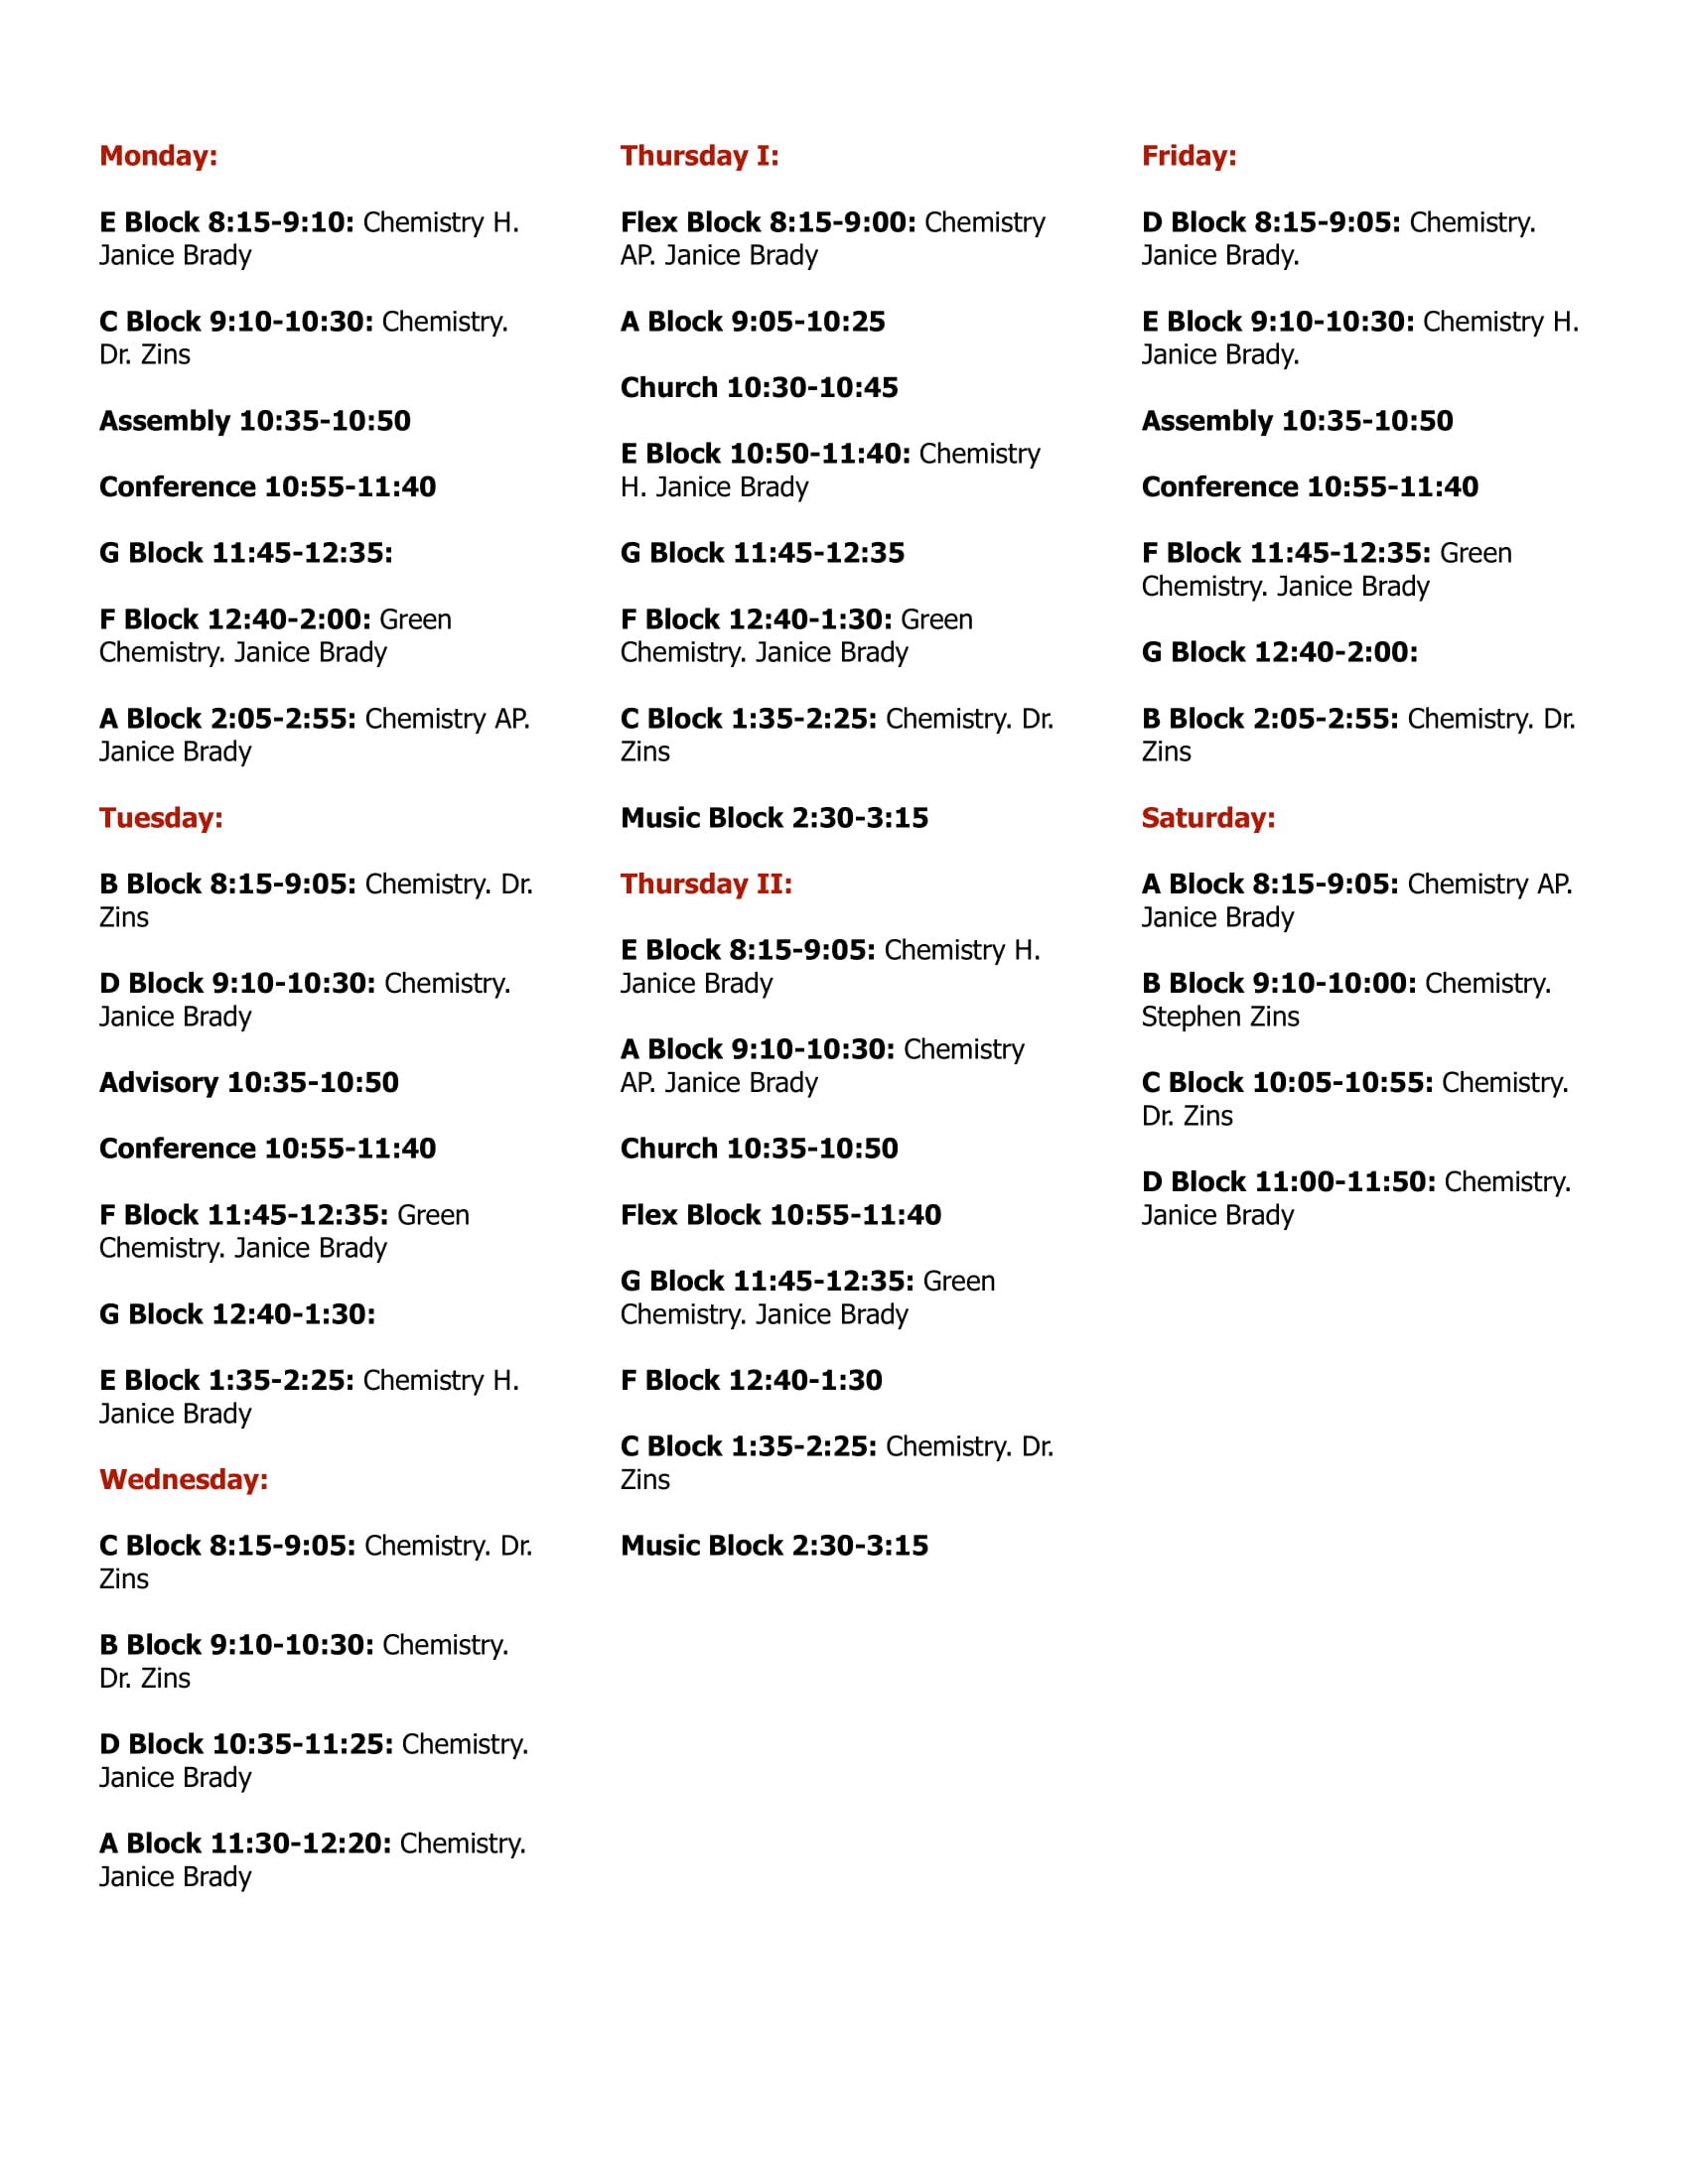 Monday:
E Block 8:15-9:10: Chemistry H.
Janice Brady
C Block 9:10-10:30: Chemistry.
Dr. Zins
Assembly 10:35-10:50
Conference 10:55-11:40
G Block 11:45-12:35:
F Block 12:40-2:00: Green
Chemistry. Janice Brady
A Block 2:05-2:55: Chemistry AP.
Janice Brady
Tuesday:
B Block 8:15-9:05: Chemistry. Dr.
Zins
D Block 9:10-10:30: Chemistry.
Janice Brady
Advisory 10:35-10:50
Conference 10:55-11:40
F Block 11:45-12:35: Green
Chemistry. Janice Brady
G Block 12:40-1:30:
E Block 1:35-2:25: Chemistry H.
Janice Brady
Wednesday:
C Block 8:15-9:05: Chemistry. Dr.
Zins
B Block 9:10-10:30: Chemistry.
Dr. Zins
D Block 10:35-11:25: Chemistry.
Janice Brady
A Block 11:30-12:20: Chemistry.
Janice Brady
Thursday I:
Flex Block 8:15-9:00: Chemistry
AP. Janice Brady
A Block 9:05-10:25
Church 10:30-10:45
E Block 10:50-11:40: Chemistry
H. Janice Brady
G Block 11:45-12:35
F Block 12:40-1:30: Green
Chemistry. Janice Brady
C Block 1:35-2:25: Chemistry. Dr.
Zins
Music Block 2:30-3:15
Thursday II:
E Block 8:15-9:05: Chemistry H.
Janice Brady
A Block 9:10-10:30: Chemistry
AP. Janice Brady
Church 10:35-10:50
Flex Block 10:55-11:40
G Block 11:45-12:35: Green
Chemistry. Janice Brady
F Block 12:40-1:30
C Block 1:35-2:25: Chemistry. Dr.
Zins
Music Block 2:30-3:15
Friday:
D Block 8:15-9:05: Chemistry.
Janice Brady.
E Block 9:10-10:30: Chemistry H.
Janice Brady.
Assembly 10:35-10:50
Conference 10:55-11:40
F Block 11:45-12:35: Green
Chemistry. Janice Brady
G Block 12:40-2:00:
B Block 2:05-2:55: Chemistry. Dr.
Zins
Saturday:
A Block 8:15-9:05: Chemistry AP.
Janice Brady
B Block 9:10-10:00: Chemistry.
Stephen Zins
C Block 10:05-10:55: Chemistry.
Dr. Zins
D Block 11:00-11:50: Chemistry.
Janice Brady